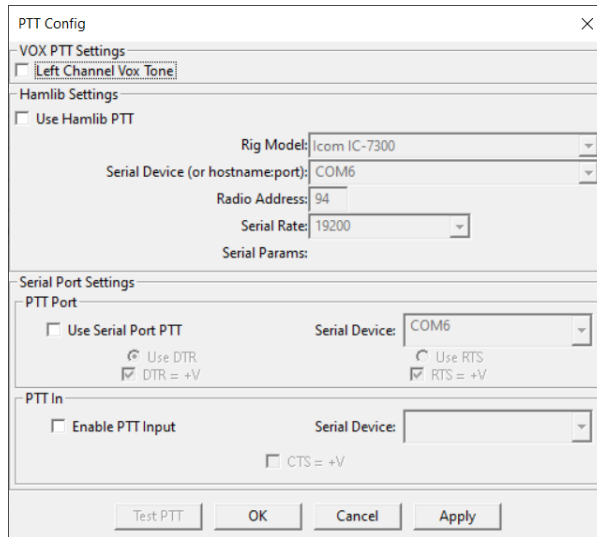 PTT Config
VOX PTT Settings
Left Channel Vox Tone
Hamlib Settings
Use Hamlib PTT
Rig Model: Icom IC-7300
Serial Device (or hostname:port): COM6
Radio Address: 94
Serial Rate: 19200
Serial Params:
Serial Port Settings
PTT Port
Use Serial Port PTT Serial Device: COM6
Use DTR Use RTS
DTR = +V RTS = +V
PTT In
Enable PTT Input Serial Device:
CTS = +V
Test PTT OK Cancel Apply